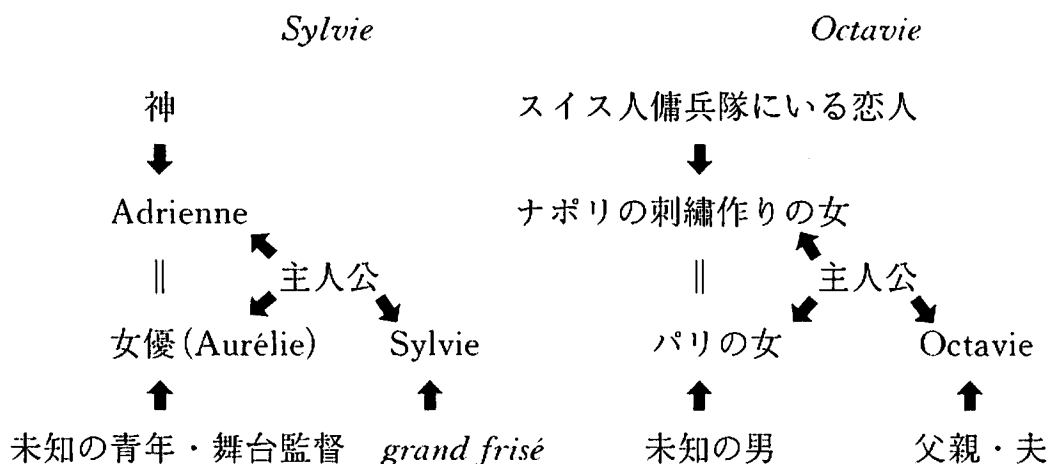 Sylvie Octavie
神 スイス人傭兵隊にいる恋人
Adrienne ナポリの刺繍作りの女
‖ 主人公 ‖ 主人公
女優(Aurélie) Sylvie パリの女 Octavie
未知の青年・舞台監督 grand frisé 未知の男 父親・夫